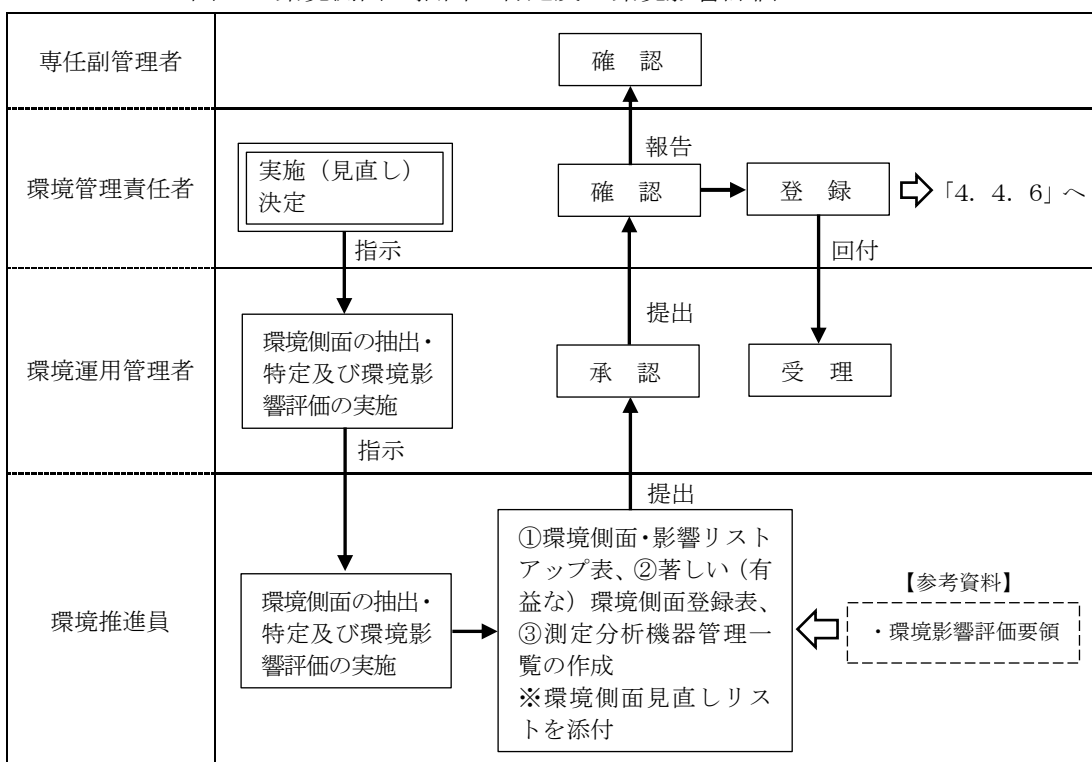 専任副管理者
確 認
報告
環境管理責任者
実施（見直し）
決定
確 認
登 録
「4．4．6」へ
指示
回付
提出
環境運用管理者
環境側面の抽出・
特定及び環境影
響評価の実施
承 認
受 理
指示
提出
環境推進員
環境側面の抽出・
特定及び環境影
響評価の実施
①環境側面・影響リスト
アップ表、②著しい（有
益な）環境側面登録表、
③測定分析機器管理一
覧の作成
※環境側面見直しリス
トを添付
【参考資料】
・環境影響評価要領